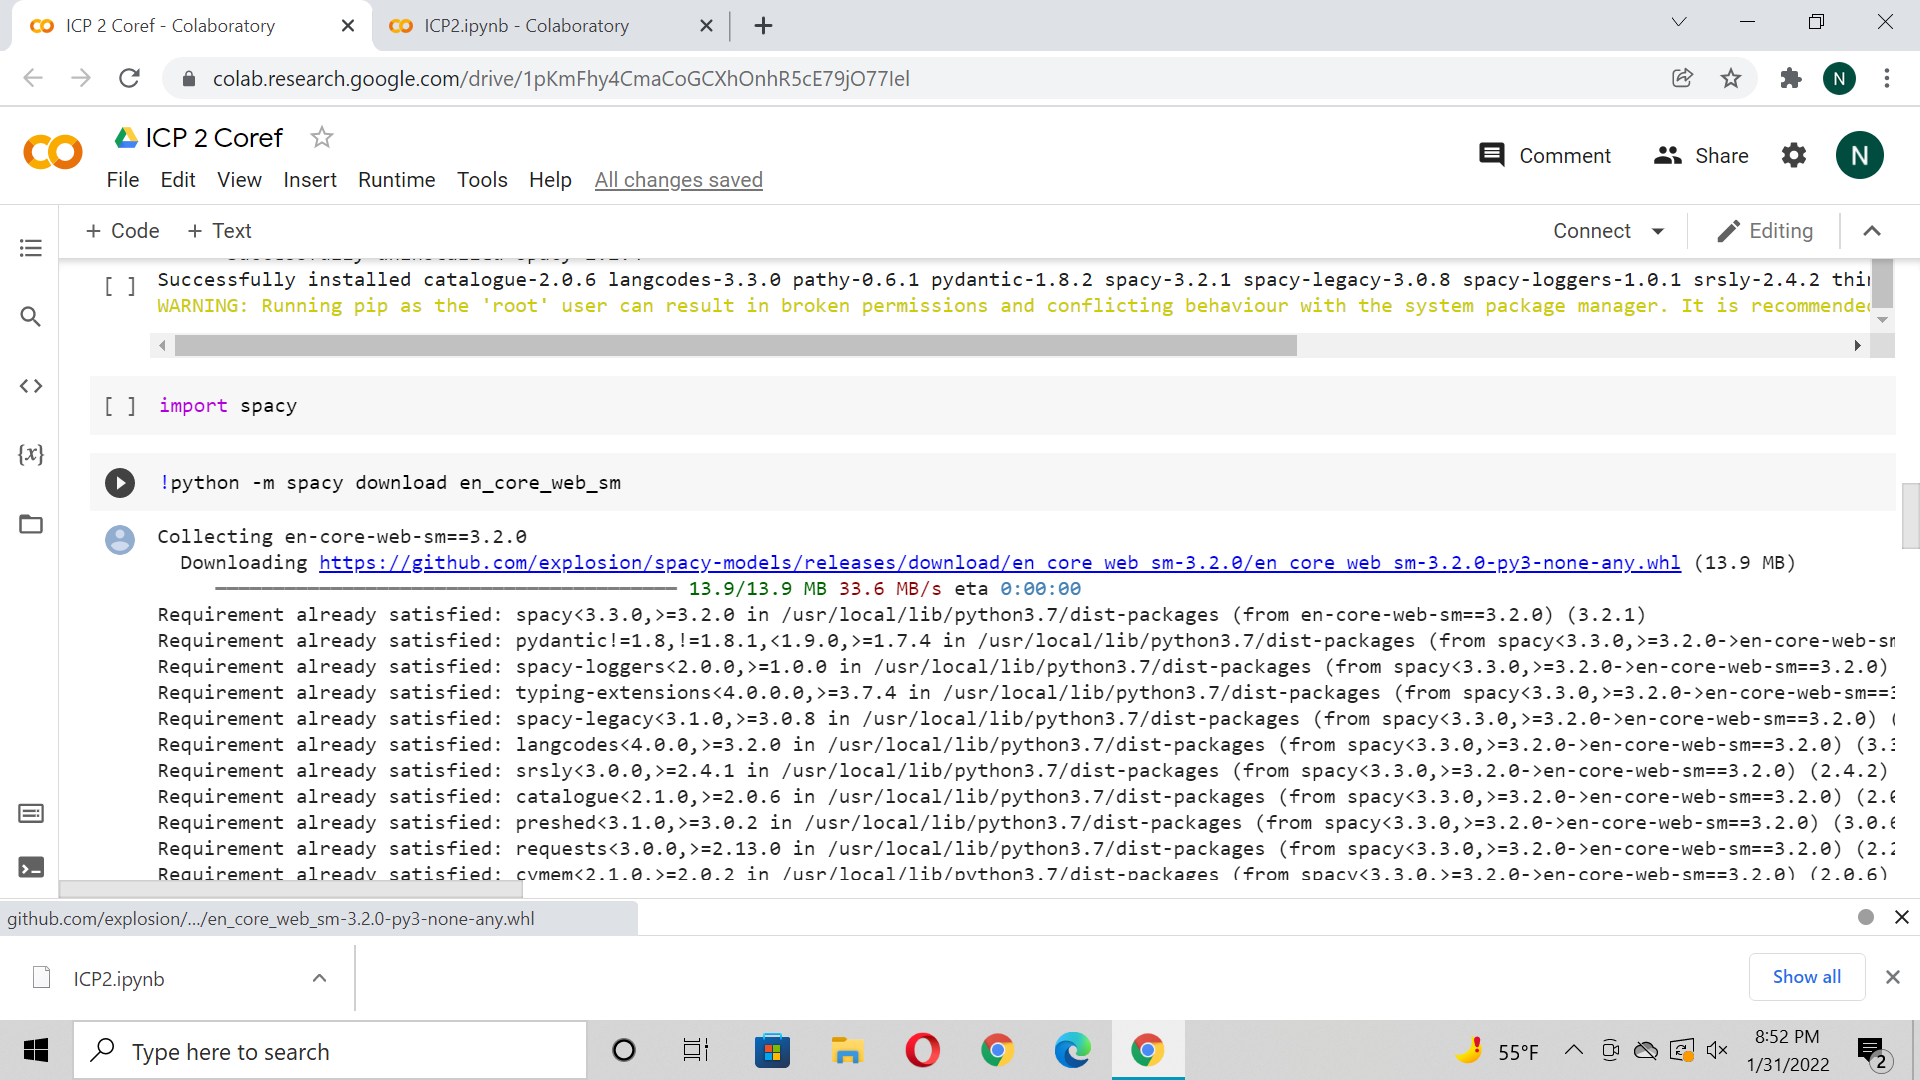 ICP 2 Coref - Colaboratory
ICP2.ipynb - Colaboratory
colab.research.google.com/drive/1pKmFhy4CmaCoGCXhOnhR5cE79jO77Iel
N
ICP 2 Coref
Comment
Share
N
File Edit View Insert Runtime Tools Help All changes saved
+ Code + Text
Connect
Editing
[ ] Successfully installed catalogue-2.0.6 langcodes-3.3.0 pathy-0.6.1 pydantic-1.8.2 spacy-3.2.1 spacy-legacy-3.0.8 spacy-loggers-1.0.1 srsly-2.4.2
WARNING: Running pip as the 'root' user can result in broken permissions and conflicting behaviour with the system package manager. It is recommended
[ ] import spacy
!python -m spacy download en_core_web_sm
Collecting en-core-web-sm==3.2.0
Downloading https://github.com/explosion/spacy-models/releases/download/en_core_web_sm-3.2.0/en_core_web_sm-3.2.0-py3-none-any.whl (13.9 MB)
13.9/13.9 MB 33.6 MB/s eta 0:00:00
Requirement already satisfied: spacy<3.3.0,>=3.2.0 in /usr/local/lib/python3.7/dist-packages (from en-core-web-sm==3.2.0) (3.2.1)
Requirement already satisfied: pydantic!=1.8,!=1.8.1,<1.9.0,>=1.7.4 in /usr/local/lib/python3.7/dist-packages (from spacy<3.3.0,>=3.2.0->en-core-web-sm
Requirement already satisfied: spacy-loggers<2.0.0,>=1.0.0 in /usr/local/lib/python3.7/dist-packages (from spacy<3.3.0,>=3.2.0->en-core-web-sm==3.2.0)
Requirement already satisfied: typing-extensions<4.0.0.0,>=3.7.4 in /usr/local/lib/python3.7/dist-packages (from spacy<3.3.0,>=3.2.0->en-core-web-sm==3
Requirement already satisfied: spacy-legacy<3.1.0,>=3.0.8 in /usr/local/lib/python3.7/dist-packages (from spacy<3.3.0,>=3.2.0->en-core-web-sm==3.2.0) (
Requirement already satisfied: langcodes<4.0.0,>=3.2.0 in /usr/local/lib/python3.7/dist-packages (from spacy<3.3.0,>=3.2.0->en-core-web-sm==3.2.0) (3.3
Requirement already satisfied: srsly<3.0.0,>=2.4.1 in /usr/local/lib/python3.7/dist-packages (from spacy<3.3.0,>=3.2.0->en-core-web-sm==3.2.0) (2.4.2)
Requirement already satisfied: catalogue<2.1.0,>=2.0.6 in /usr/local/lib/python3.7/dist-packages (from spacy<3.3.0,>=3.2.0->en-core-web-sm==3.2.0) (2.0
Requirement already satisfied: preshed<3.1.0,>=3.0.2 in /usr/local/lib/python3.7/dist-packages (from spacy<3.3.0,>=3.2.0->en-core-web-sm==3.2.0) (3.0.6
Requirement already satisfied: requests<3.0.0,>=2.13.0 in /usr/local/lib/python3.7/dist-packages (from spacy<3.3.0,>=3.2.0->en-core-web-sm==3.2.0) (2.2
Requirement already satisfied: cymem<2.1.0,>=2.0.2 in /usr/local/lib/python3.7/dist-packages (from spacy<3.3.0,>=3.2.0->en-core-web-sm==3.2.0) (2.0.6)
github.com/explosion/.../en_core_web_sm-3.2.0-py3-none-any.whl
ICP2.ipynb
Show all
Type here to search
55°F
8:52 PM
1/31/2022
2